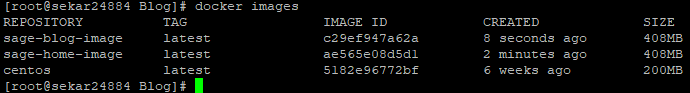 [root@sekar24884 Blog]# docker images
REPOSITORY TAG IMAGE ID CREATED SIZE
sage-blog-image latest c29ef947a62a 8 seconds ago 408MB
sage-home-image latest ae565e08d5d1 2 minutes ago 408MB
centos latest 5182e96772bf 6 weeks ago 200MB
[root@sekar24884 Blog]#